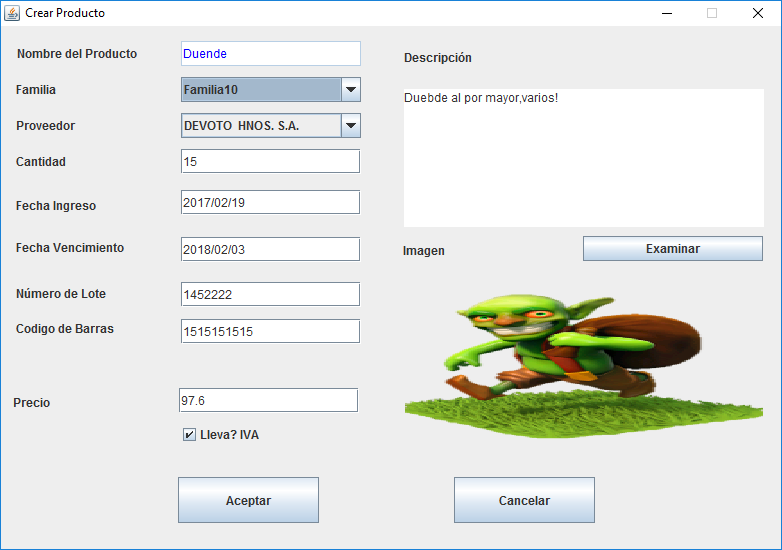 Crear Producto
Nombre del Producto Duende
Familia Familia10
Proveedor DEVOTO HNOS. S.A.
Cantidad 15
Fecha Ingreso 2017/02/19
Fecha Vencimiento 2018/02/03
Número de Lote 1452222
Codigo de Barras 1515151515
Precio 97.6
Lleva? IVA
Descripción
Duebde al por mayor,varios!
Imagen Examinar
Aceptar Cancelar